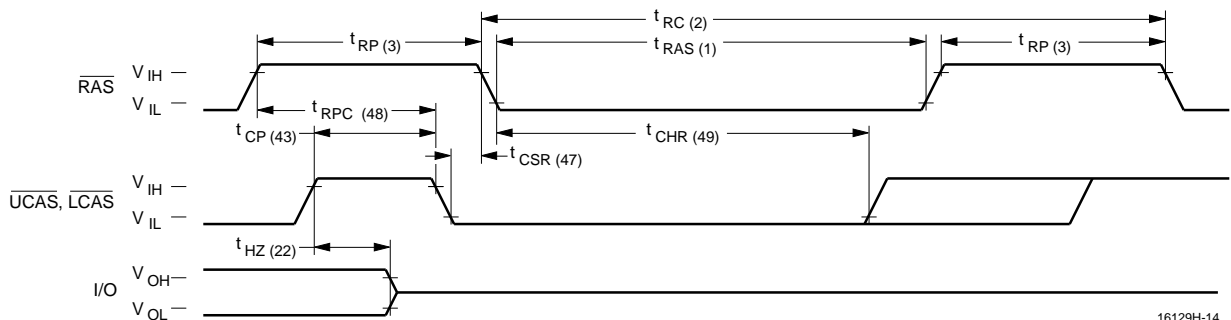 t RC (2)
t RP (3)
t RAS (1)
t RP (3)
RAS
V IH
V IL
t RPC (48)
t CP (43)
t CHR (49)
t CSR (47)
UCAS, LCAS
V IH
V IL
t HZ (22)
I/O
V OH
V OL
16129H-14